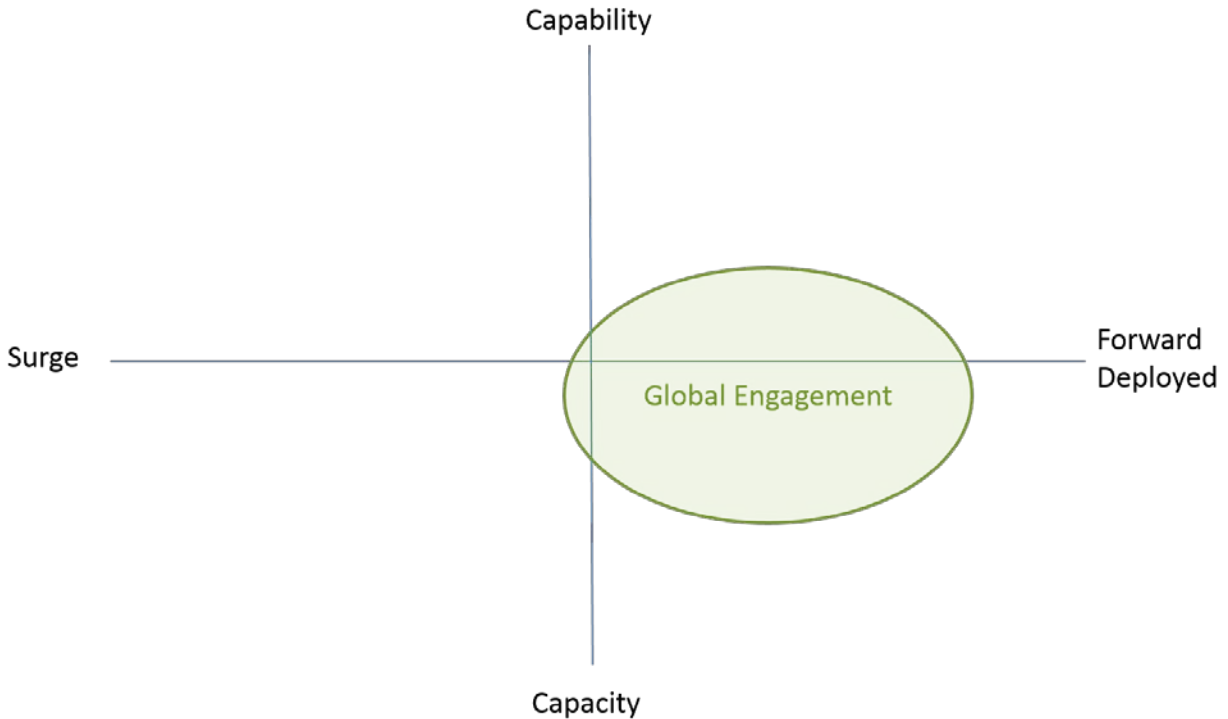 Capability
Surge
Forward
Deployed
Global Engagement
Capacity